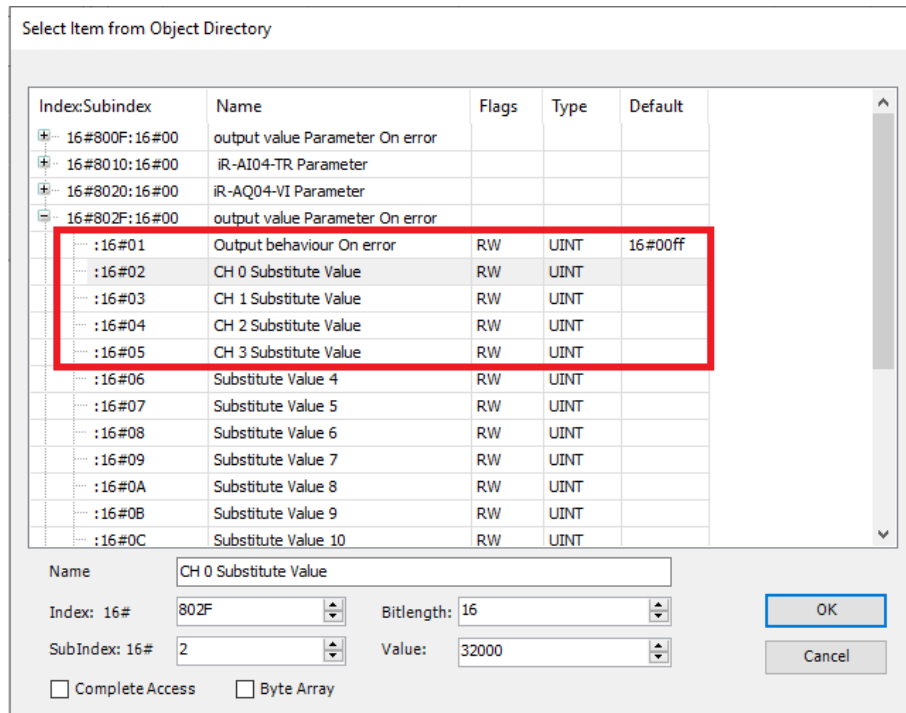 Select Item from Object Directory
Index:Subindex Name Flags Type Default
16#800F:16#00 output value Parameter On error
16#8010:16#00 iR-AI04-TR Parameter
16#8020:16#00 iR-AQ04-VI Parameter
16#802F:16#00 output value Parameter On error
:16#01 Output behaviour On error RW UINT 16#00ff
:16#02 CH 0 Substitute Value RW UINT
:16#03 CH 1 Substitute Value RW UINT
:16#04 CH 2 Substitute Value RW UINT
:16#05 CH 3 Substitute Value RW UINT
:16#06 Substitute Value 4 RW UINT
:16#07 Substitute Value 5 RW UINT
:16#08 Substitute Value 6 RW UINT
:16#09 Substitute Value 7 RW UINT
:16#0A Substitute Value 8 RW UINT
:16#0B Substitute Value 9 RW UINT
:16#0C Substitute Value 10 RW UINT
Name CH 0 Substitute Value
Index: 16# 802F Bitlength: 16 OK
SubIndex: 16# 2 Value: 32000 Cancel
Complete Access Byte Array